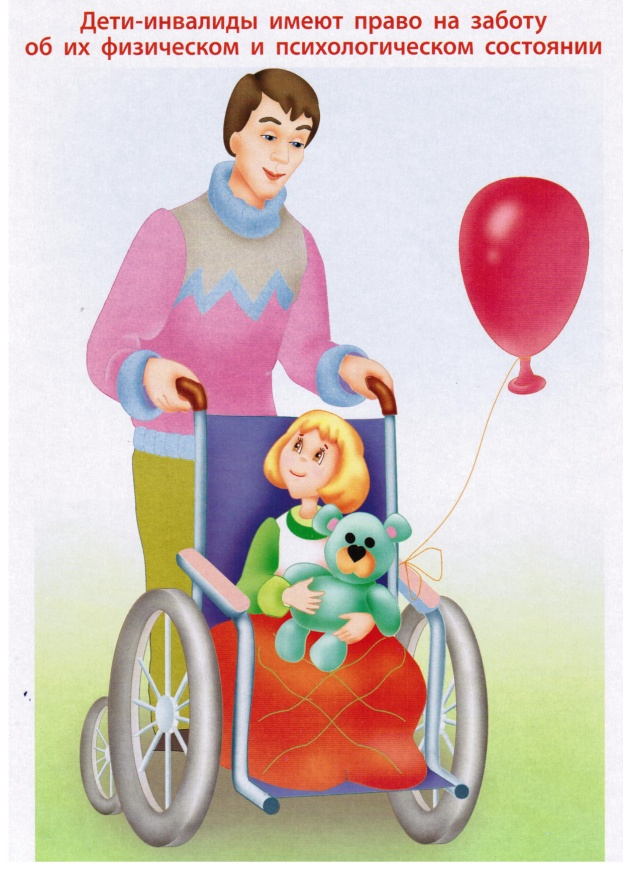 Дети-инвалиды имеют право на заботу
об их физическом и психологическом состоянии